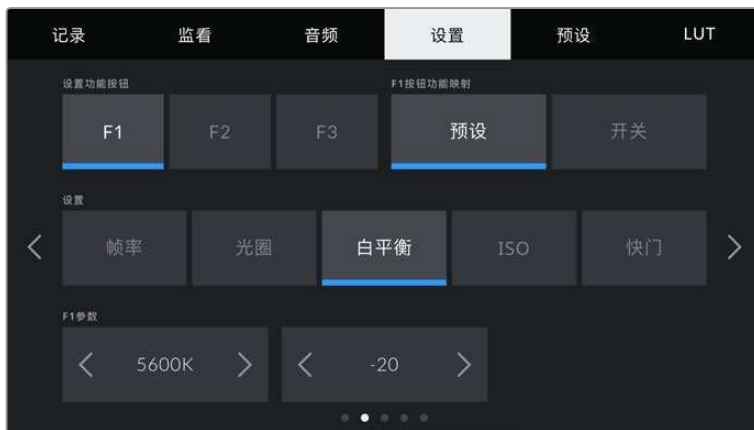 记录 监看 音频 设置 预设 LUT
设置功能按钮 F1按钮功能映射
F1 F2 F3 预设 开关
设置
帧率 光圈 白平衡 ISO 快门
F1参数
5600K -20